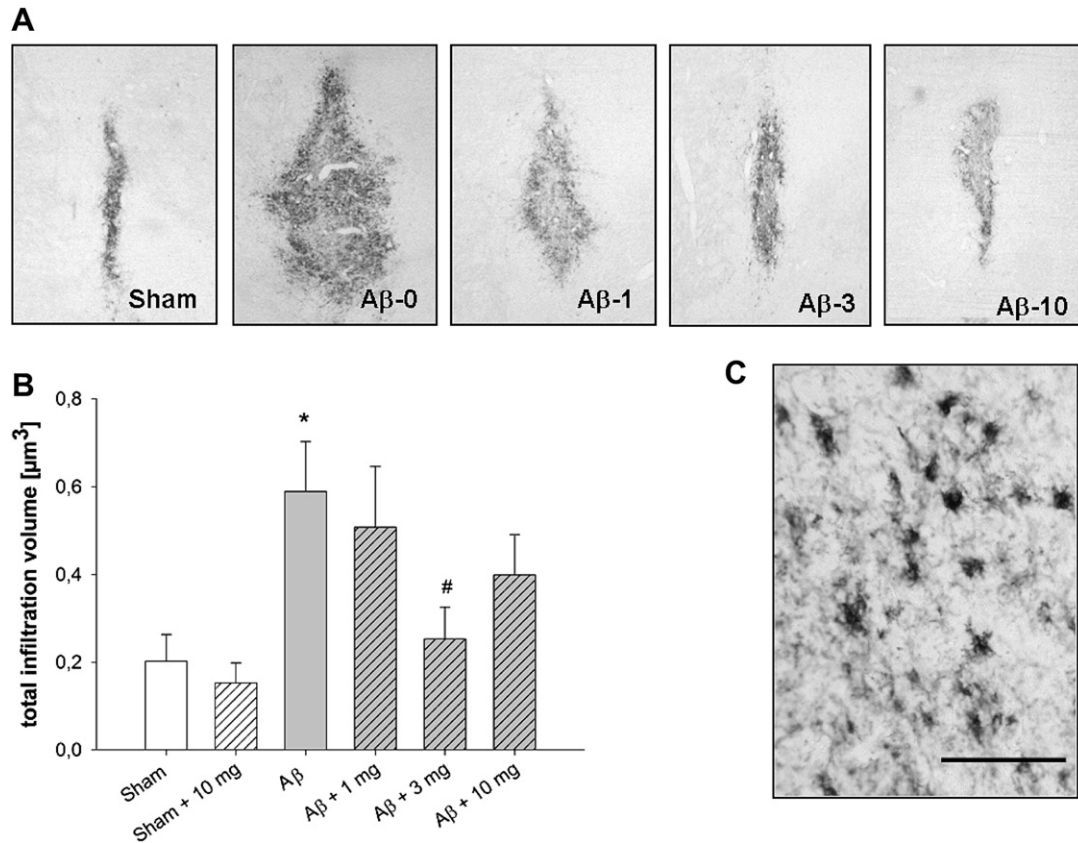 A
Sham
Aβ-0
Aβ-1
Aβ-3
Aβ-10
B
total infiltration volume [µm³]
0,8
0,6
0,4
0,2
0,0
*
#
Sham
Sham + 10 mg
Aβ
Aβ + 1 mg
Aβ + 3 mg
Aβ + 10 mg
C